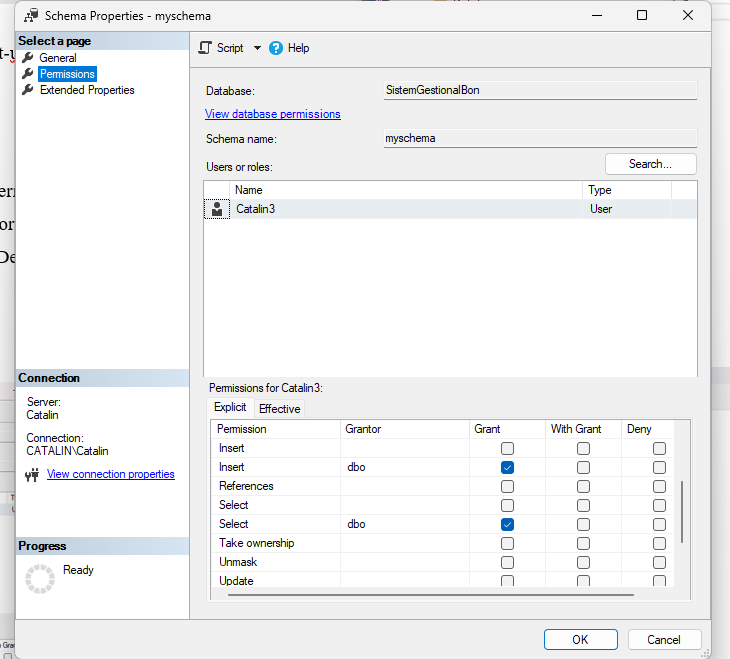 Schema Properties - myschema
Select a page
General
Permissions
Extended Properties
Script
Help
Database: SistemGestionalBon
View database permissions
Schema name: myschema
Users or roles: Search...
Name Type
Catalin3 User
Connection
Server:
Catalin
Connection:
CATALIN\Catalin
View connection properties
Progress
Ready
Permissions for Catalin3:
Explicit Effective
Permission Grantor Grant With Grant Deny
Insert
Insert dbo
References
Select
Select dbo
Take ownership
Unmask
Update
OK Cancel